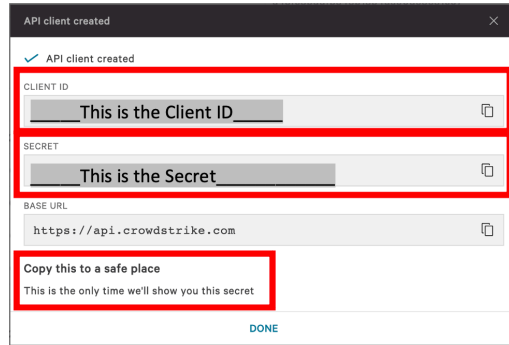 API client created
API client created
CLIENT ID
_____This is the Client ID_____
SECRET
_____This is the Secret____________
BASE URL
https://api.crowdstrike.com
Copy this to a safe place
This is the only time we'll show you this secret
DONE